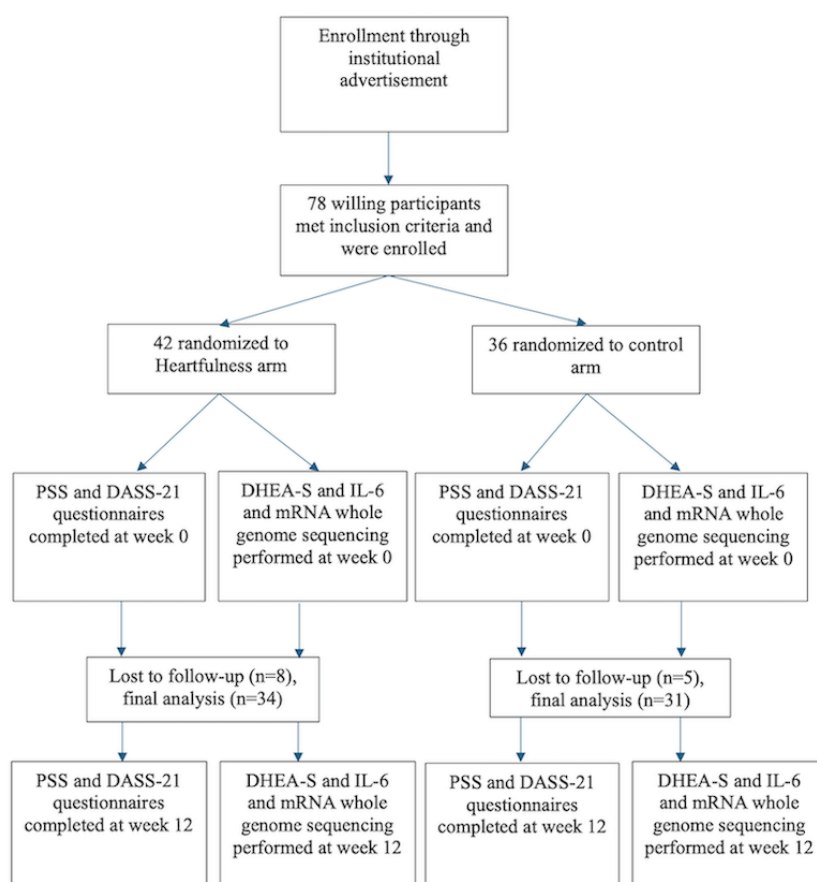 Enrollment through
institutional
advertisement
78 willing participants
met inclusion criteria and
were enrolled
42 randomized to
Heartfulness arm
36 randomized to control
arm
PSS and DASS-21
questionnaires
completed at week 0
DHEA-S and IL-6
and mRNA whole
genome sequencing
performed at week 0
PSS and DASS-21
questionnaires
completed at week 0
DHEA-S and IL-6
and mRNA whole
genome sequencing
performed at week 0
Lost to follow-up (n=8),
final analysis (n=34)
Lost to follow-up (n=5),
final analysis (n=31)
PSS and DASS-21
questionnaires
completed at week 12
DHEA-S and IL-6
and mRNA whole
genome sequencing
performed at week 12
PSS and DASS-21
questionnaires
completed at week 12
DHEA-S and IL-6
and mRNA whole
genome sequencing
performed at week 12